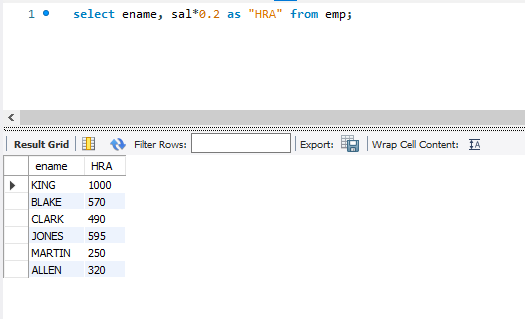 1 select ename, sal*0.2 as "HRA" from emp;
Result Grid Filter Rows: Export: Wrap Cell Content:
ename HRA
KING 1000
BLAKE 570
CLARK 490
JONES 595
MARTIN 250
ALLEN 320